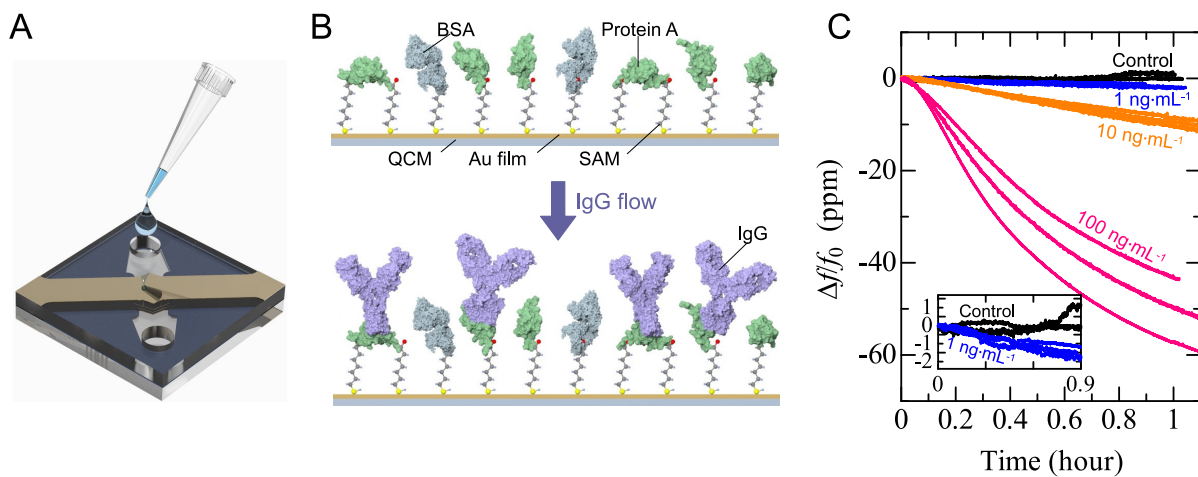 A
B
BSA
Protein A
QCM
Au film
SAM
IgG flow
IgG
C
Control
1 ng·mL⁻¹
10 ng·mL⁻¹
100 ng·mL⁻¹
0
-20
-40
-60
Δf/f₀ (ppm)
1
0
-1
-2
Control
1 ng·mL⁻¹
0
0.9
0
0.2
0.4
0.6
0.8
1
Time (hour)